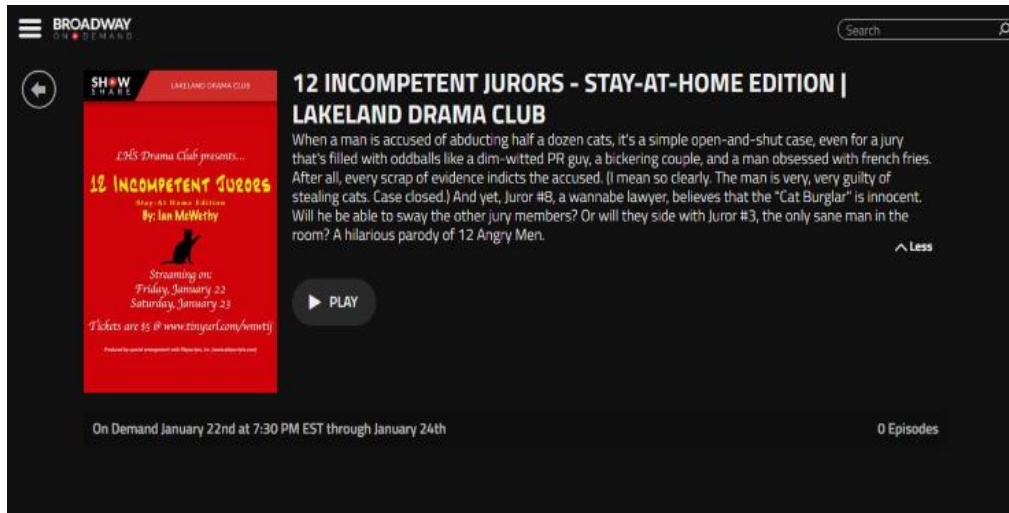 BROADWAY
ON DEMAND
Search
SHOW
SHARE
LAKELAND DRAMA CLUB
LHS Drama Club presents...
12 INCOMPETENT JURORS
Stay-At Home Edition
By: Ian McWethy
Streaming on:
Friday, January 22
Saturday, January 23
Tickets are $5 @ www.tinyurl.com/wmwtij
12 INCOMPETENT JURORS - STAY-AT-HOME EDITION |
LAKELAND DRAMA CLUB
When a man is accused of abducting half a dozen cats, it's a simple open-and-shut case, even for a jury
that's filled with oddballs like a dim-witted PR guy, a bickering couple, and a man obsessed with french fries.
After all, every scrap of evidence indicts the accused. (I mean so clearly. The man is very, very guilty of
stealing cats. Case closed.) And yet, Juror #8, a wannabe lawyer, believes that the "Cat Burglar" is innocent.
Will he be able to sway the other jury members? Or will they side with Juror #3, the only sane man in the
room? A hilarious parody of 12 Angry Men.
Less
PLAY
On Demand January 22nd at 7:30 PM EST through January 24th
0 Episodes